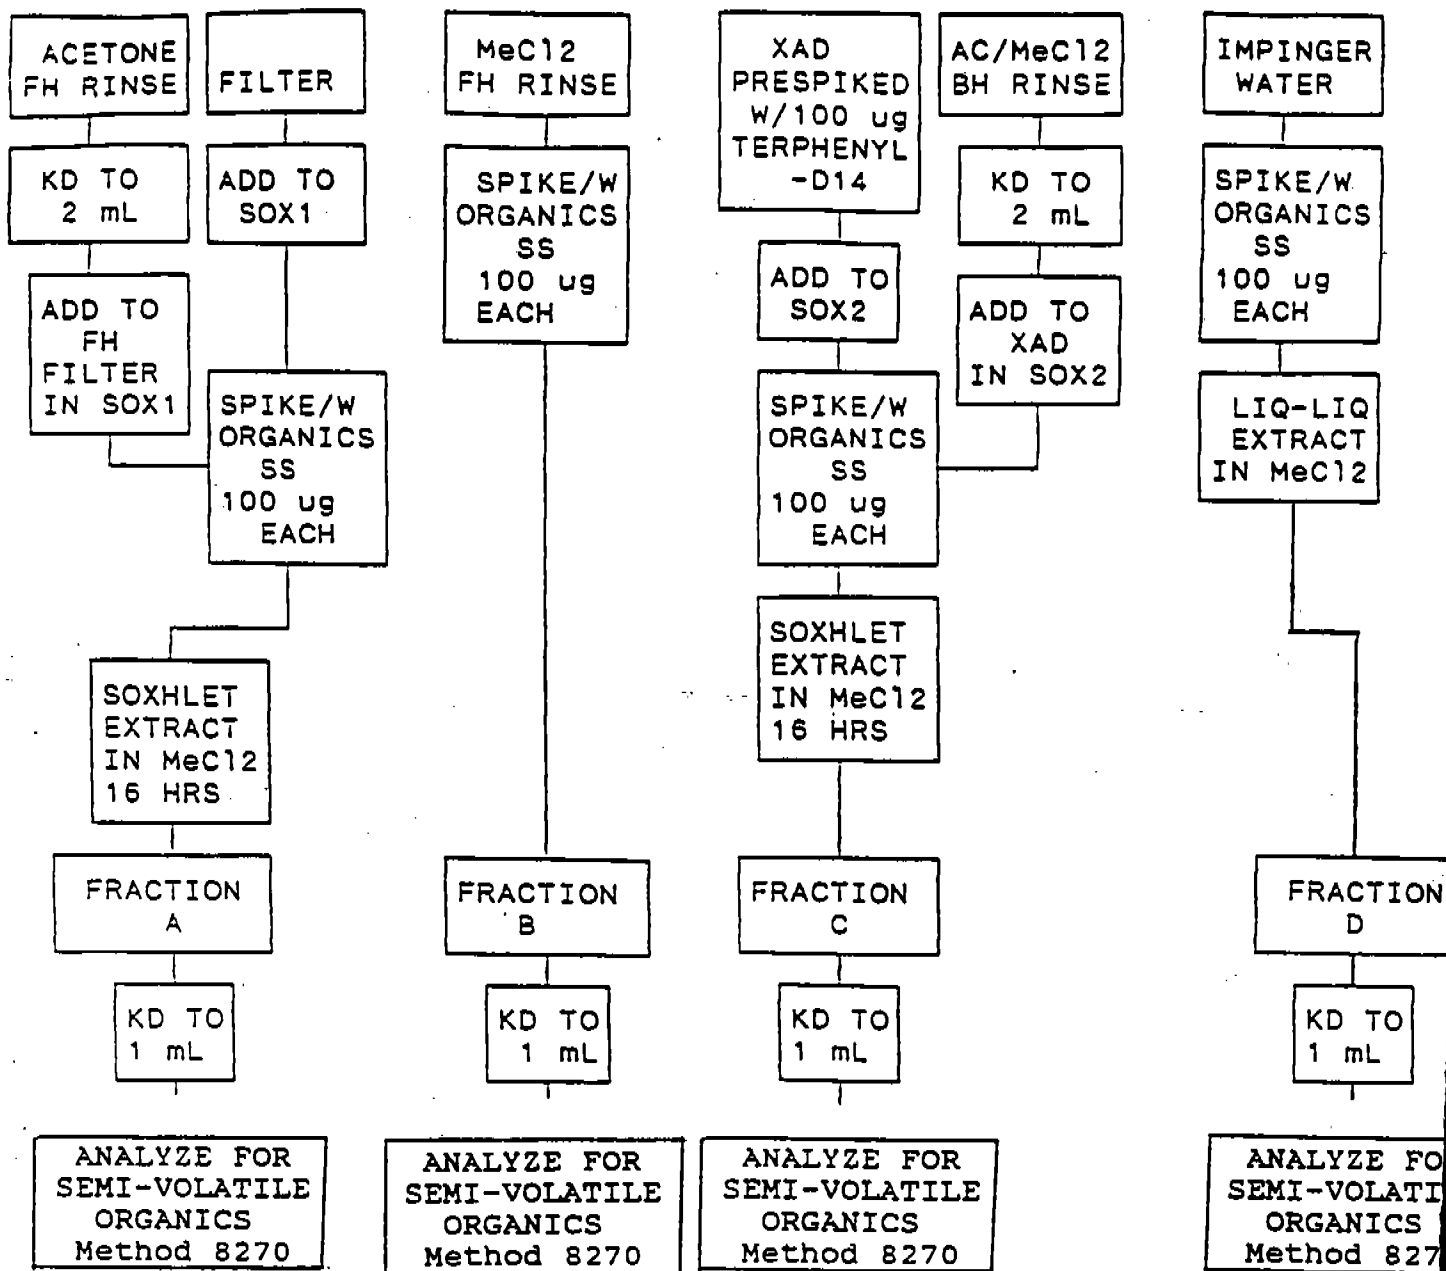 ACETONE
FH RINSE
FILTER
MeCl2
FH RINSE
XAD
PRESPIKED
W/100 ug
TERPHENYL
-D14
AC/MeCl2
BH RINSE
IMPINGER
WATER
KD TO
2 mL
ADD TO
SOX1
SPIKE/W
ORGANICS
SS
100 ug
EACH
KD TO
2 mL
SPIKE/W
ORGANICS
SS
100 ug
EACH
ADD TO
FH
FILTER
IN SOX1
ADD TO
SOX2
ADD TO
XAD
IN SOX2
SPIKE/W
ORGANICS
SS
100 ug
EACH
SPIKE/W
ORGANICS
SS
100 ug
EACH
LIQ-LIQ
EXTRACT
IN MeCl2
SOXHLET
EXTRACT
IN MeCl2
16 HRS
SOXHLET
EXTRACT
IN MeCl2
16 HRS
FRACTION
A
FRACTION
B
FRACTION
C
FRACTION
D
KD TO
1 mL
KD TO
1 mL
KD TO
1 mL
KD TO
1 mL
ANALYZE FOR
SEMI-VOLATILE
ORGANICS
Method 8270
ANALYZE FOR
SEMI-VOLATILE
ORGANICS
Method 8270
ANALYZE FOR
SEMI-VOLATILE
ORGANICS
Method 8270
ANALYZE FO
SEMI-VOLATI
ORGANICS
Method 827